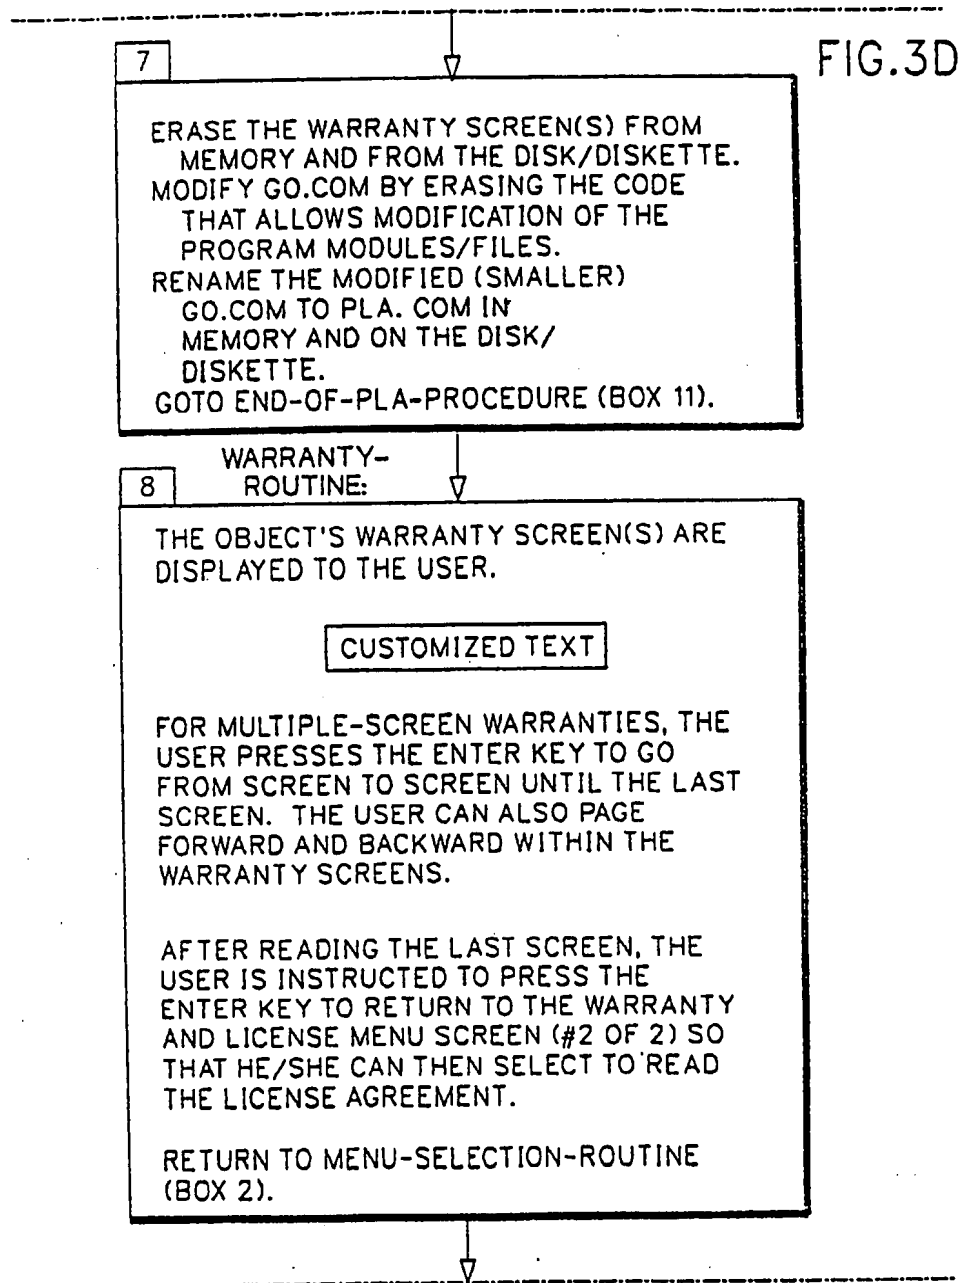 FIG.3D
7
ERASE THE WARRANTY SCREEN(S) FROM
MEMORY AND FROM THE DISK/DISKETTE.
MODIFY GO.COM BY ERASING THE CODE
THAT ALLOWS MODIFICATION OF THE
PROGRAM MODULES/FILES.
RENAME THE MODIFIED (SMALLER)
GO.COM TO PLA. COM IN
MEMORY AND ON THE DISK/
DISKETTE.
GOTO END-OF-PLA-PROCEDURE (BOX 11).
WARRANTY-
ROUTINE:
8
THE OBJECT'S WARRANTY SCREEN(S) ARE
DISPLAYED TO THE USER.
CUSTOMIZED TEXT
FOR MULTIPLE-SCREEN WARRANTIES, THE
USER PRESSES THE ENTER KEY TO GO
FROM SCREEN TO SCREEN UNTIL THE LAST
SCREEN. THE USER CAN ALSO PAGE
FORWARD AND BACKWARD WITHIN THE
WARRANTY SCREENS.
AFTER READING THE LAST SCREEN, THE
USER IS INSTRUCTED TO PRESS THE
ENTER KEY TO RETURN TO THE WARRANTY
AND LICENSE MENU SCREEN (#2 OF 2) SO
THAT HE/SHE CAN THEN SELECT TO READ
THE LICENSE AGREEMENT.
RETURN TO MENU-SELECTION-ROUTINE
(BOX 2).